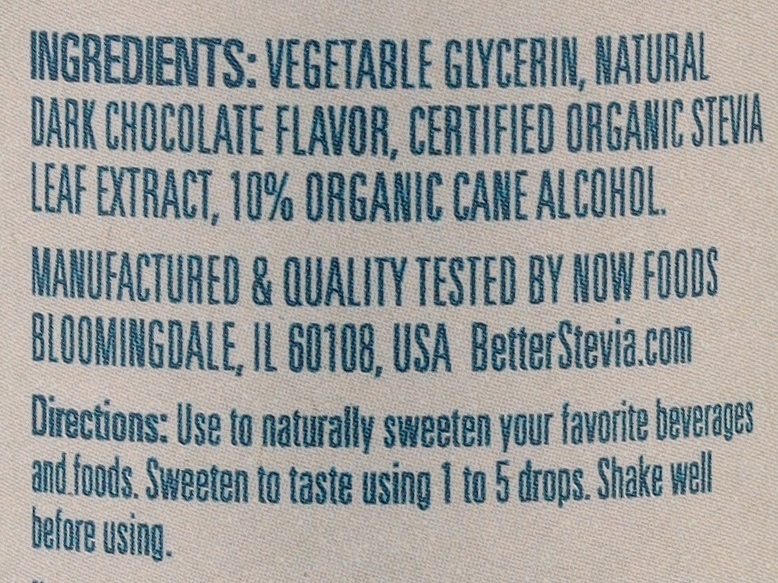 INGREDIENTS: VEGETABLE GLYCERIN, NATURAL
DARK CHOCOLATE FLAVOR, CERTIFIED ORGANIC STEVIA
LEAF EXTRACT, 10% ORGANIC CANE ALCOHOL.
MANUFACTURED & QUALITY TESTED BY NOW FOODS
BLOOMINGDALE, IL 60108, USA BetterStevia.com
Directions: Use to naturally sweeten your favorite beverages
and foods. Sweeten to taste using 1 to 5 drops. Shake well
before using.